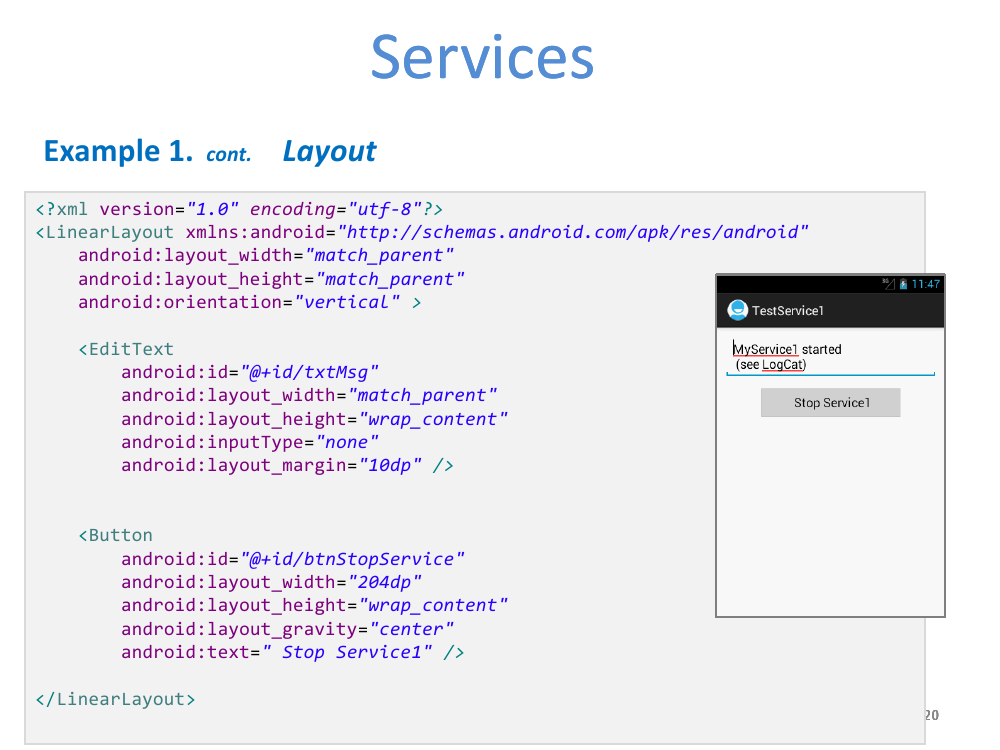 Services
Example 1. cont. Layout
<?xml version="1.0" encoding="utf-8"?>
<LinearLayout xmlns:android="http://schemas.android.com/apk/res/android"
    android:layout_width="match_parent"
    android:layout_height="match_parent"
    android:orientation="vertical" >

    <EditText
        android:id="@+id/txtMsg"
        android:layout_width="match_parent"
        android:layout_height="wrap_content"
        android:inputType="none"
        android:layout_margin="10dp" />

    <Button
        android:id="@+id/btnStopService"
        android:layout_width="204dp"
        android:layout_height="wrap_content"
        android:layout_gravity="center"
        android:text=" Stop Service1" />

</LinearLayout>
3G 11:47
TestService1
MyService1 started
(see LogCat)
Stop Service1
20